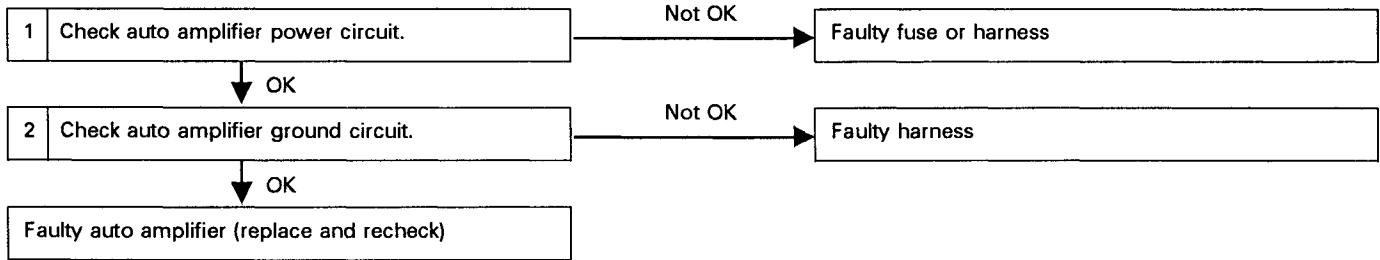 1 Check auto amplifier power circuit.
Not OK
Faulty fuse or harness
OK
2 Check auto amplifier ground circuit.
Not OK
Faulty harness
OK
Faulty auto amplifier (replace and recheck)